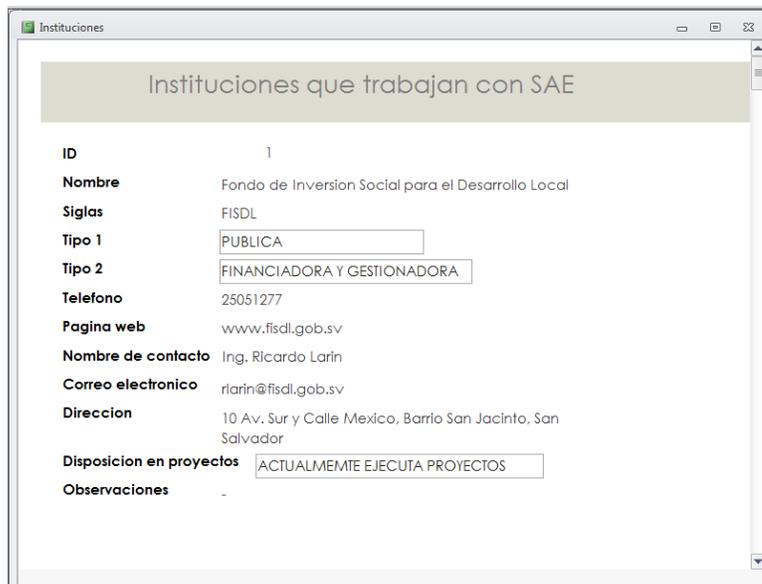 Instituciones
Instituciones que trabajan con SAE
ID 1
Nombre Fondo de Inversion Social para el Desarrollo Local
Siglas FISDL
Tipo 1 PUBLICA
Tipo 2 FINANCIADORA Y GESTIONADORA
Telefono 25051277
Pagina web www.fisdl.gob.sv
Nombre de contacto Ing. Ricardo Larin
Correo electronico rlarin@fisdl.gob.sv
Direccion 10 Av. Sur y Calle Mexico, Barrio San Jacinto, San
Salvador
Disposicion en proyectos ACTUALMEMTE EJECUTA PROYECTOS
Observaciones -